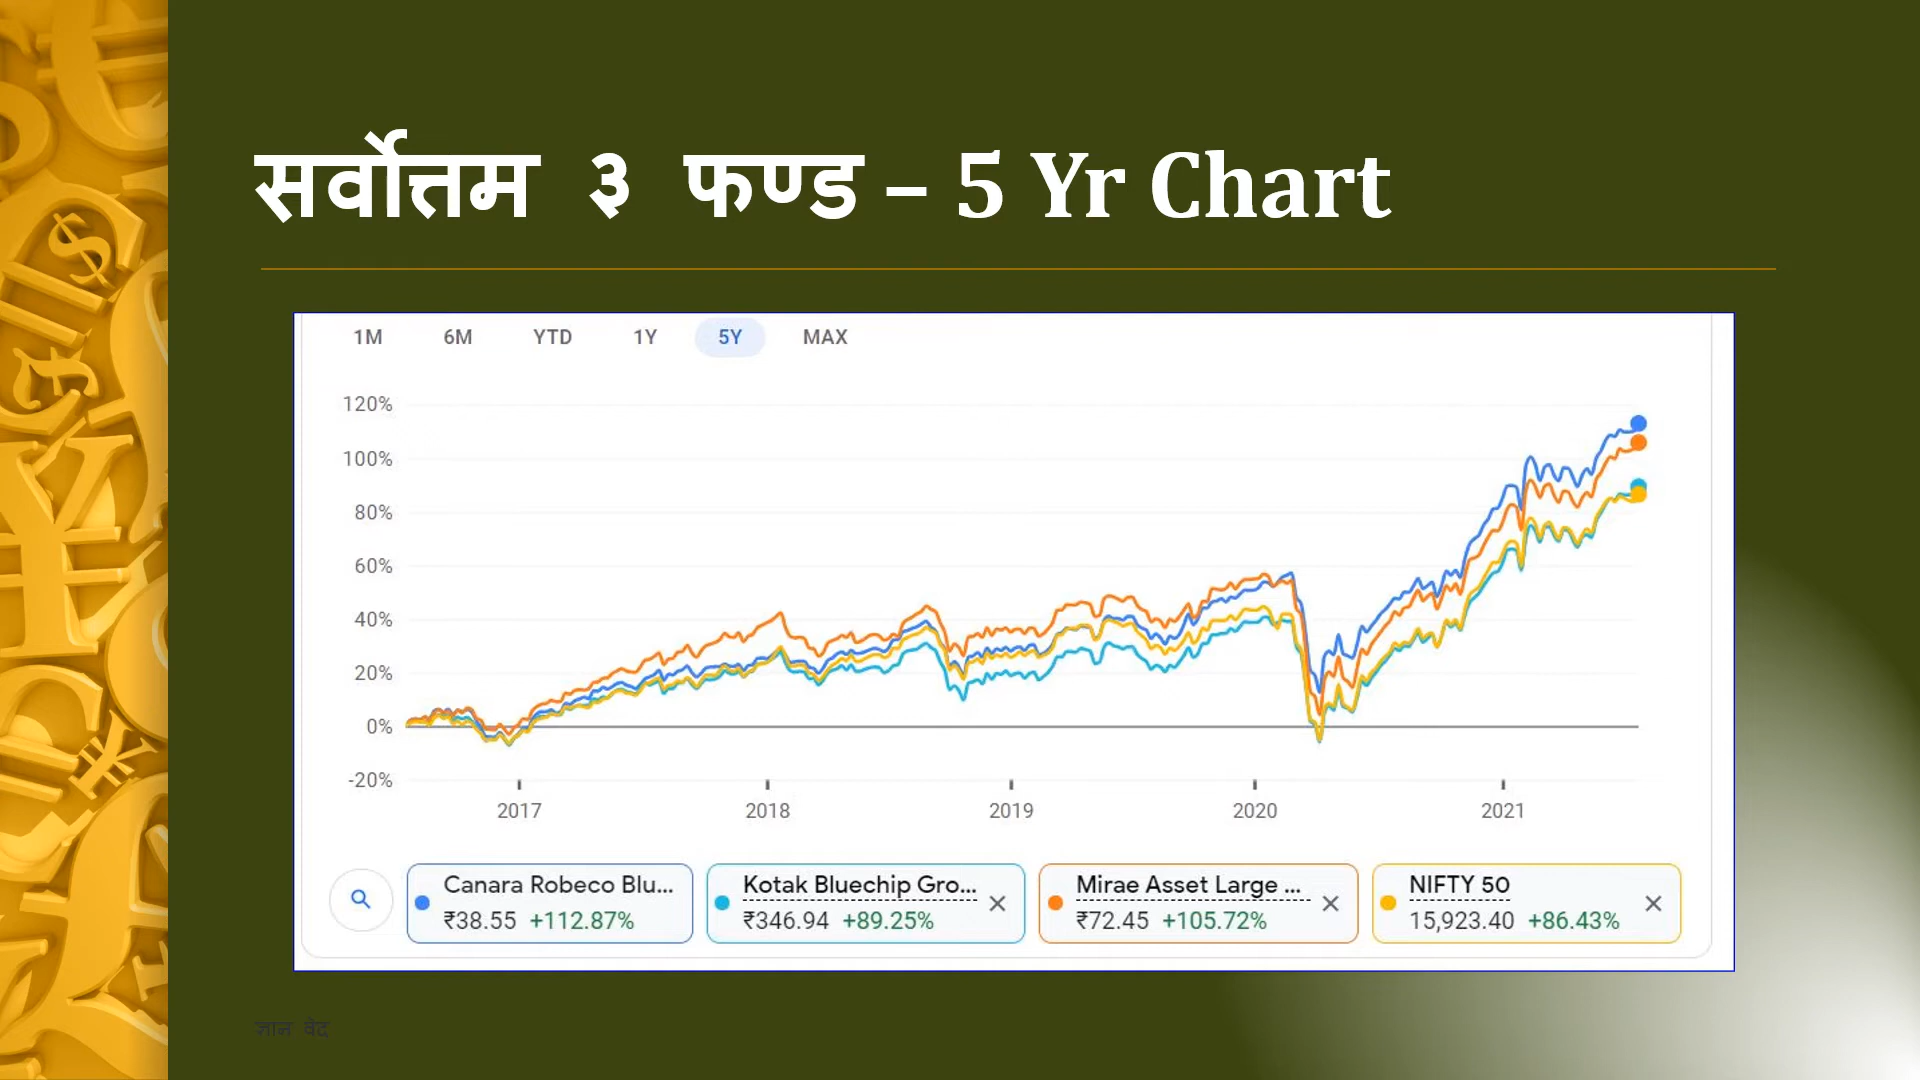 सर्वोत्तम ३ फण्ड – 5 Yr Chart
1M 6M YTD 1Y 5Y MAX
120%
100%
80%
60%
40%
20%
0%
-20%
2017 2018 2019 2020 2021
Canara Robeco Blu... Kotak Bluechip Gro... Mirae Asset Large ... NIFTY 50
₹38.55 +112.87% ₹346.94 +89.25% ₹72.45 +105.72% 15,923.40 +86.43%
ज्ञान वेद